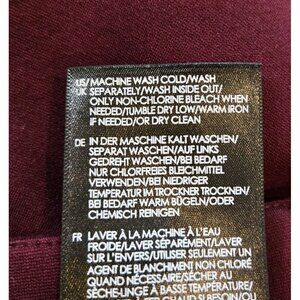 US/ MACHINE WASH COLD/WASH
UK SEPARATELY/WASH INSIDE OUT/
ONLY NON-CHLORINE BLEACH WHEN
NEEDED/TUMBLE DRY LOW/WARM IRON
IF NEEDED/OR DRY CLEAN
DE IN DER MASCHINE KALT WASCHEN/
SEPARAT WASCHEN/AUF LINKS
GEDREHT WASCHEN/BEI BEDARF
NUR CHLORFREIES BLEICHMITTEL
VERWENDEN/BEI NIEDRIGER
TEMPERATUR IM TROCKNER TROCKNEN/
BEI BEDARF WARM BÜGELN/ODER
CHEMISCH REINIGEN
FR LAVER À LA MACHINE À L'EAU
FROIDE/LAVER SÉPARÉMENT/LAVER
SUR L'ENVERS/UTILISER SEULEMENT UN
AGENT DE BLANCHIMENT NON CHLORÉ
QUAND NÉCESSAIRE/SÉCHER AU
SÈCHE-LINGE À BASSE TEMPÉRATURE/
CHAUD SI BESOIN/OU